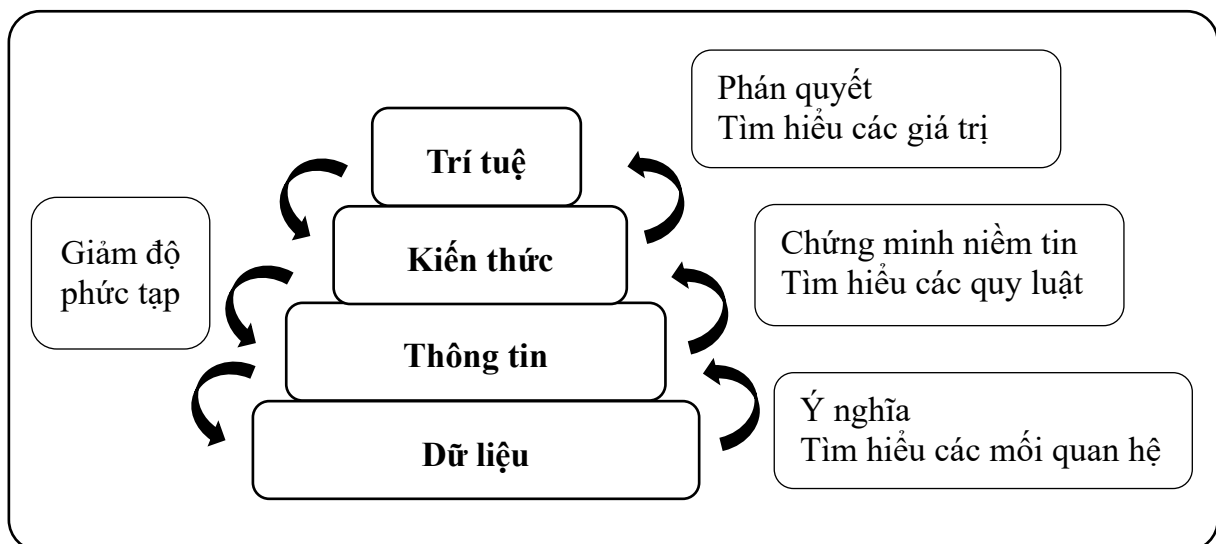 Phán quyết
Tìm hiểu các giá trị
Trí tuệ
Giảm độ
phức tạp
Kiến thức
Chứng minh niềm tin
Tìm hiểu các quy luật
Thông tin
Ý nghĩa
Tìm hiểu các mối quan hệ
Dữ liệu